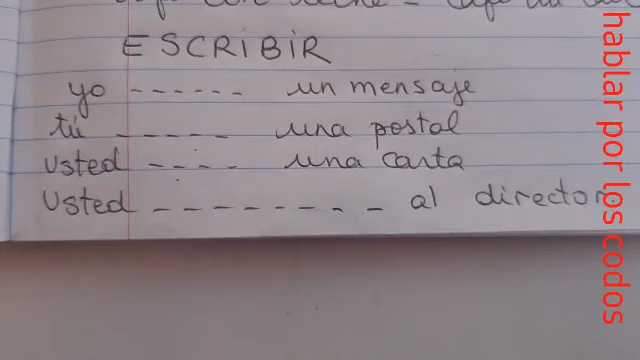 ESCRIBIR
yo ------ un mensaje
tú ----- una postal
usted ---- una carta
usted -------- al director
hablar por los codos